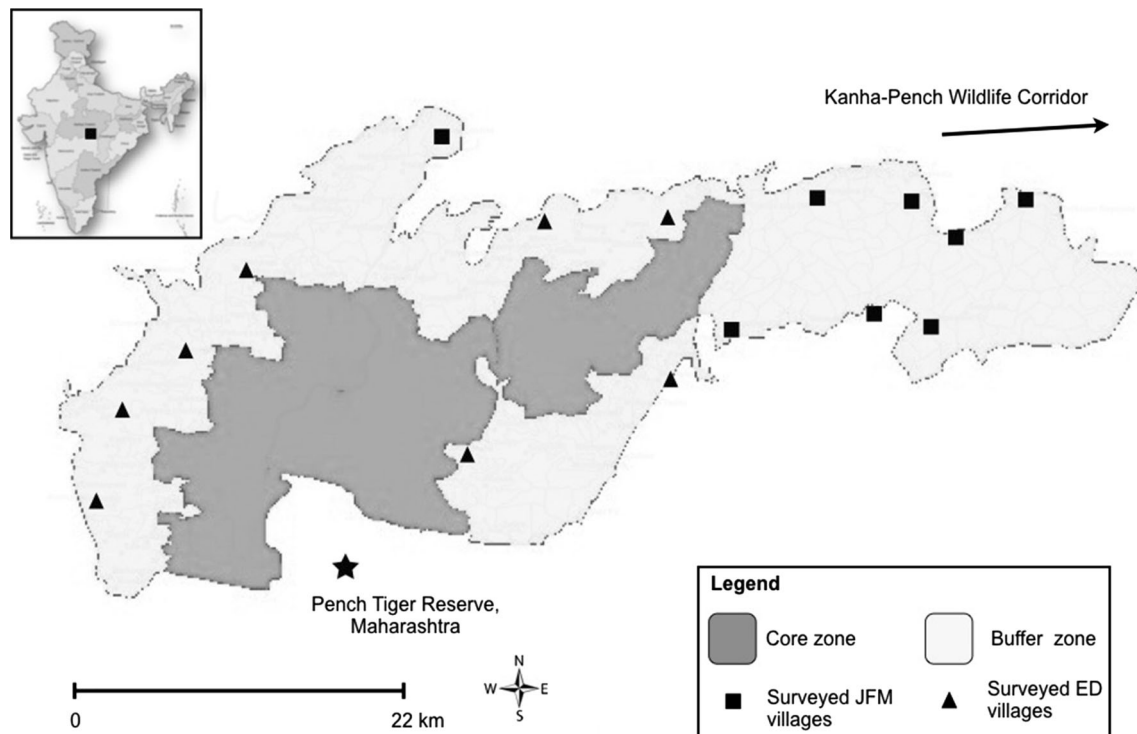 Kanha-Pench Wildlife Corridor
Pench Tiger Reserve,
Maharashtra
N
W E
S
0 22 km
Legend
Core zone
Buffer zone
Surveyed JFM
villages
Surveyed ED
villages